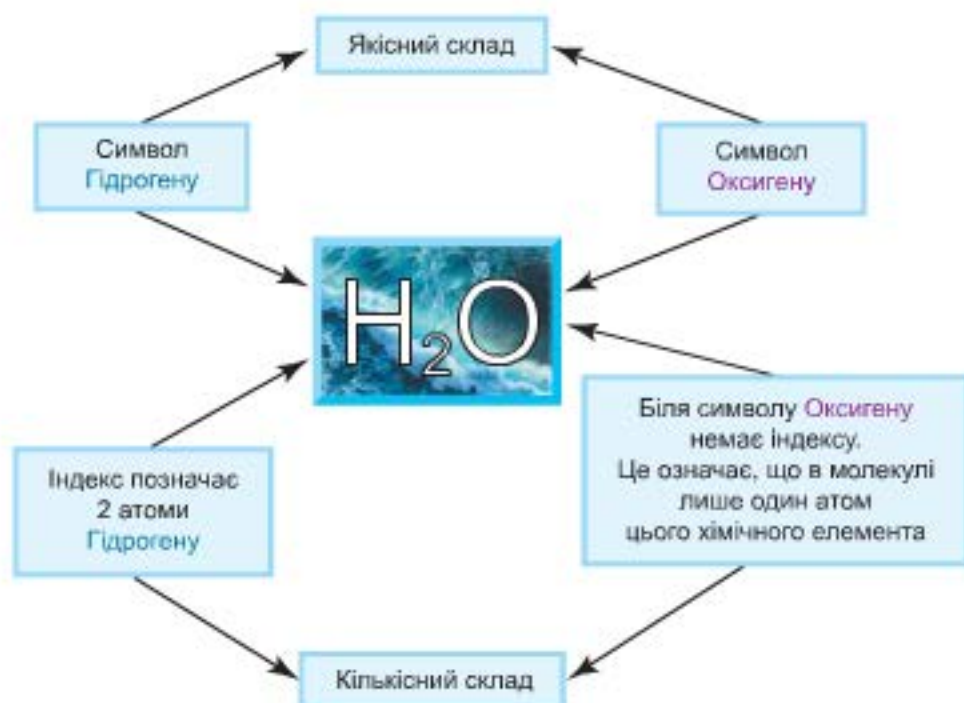 Якісний склад
Символ
Гідрогену
Символ
Оксигену
H₂O
Індекс позначає
2 атоми
Гідрогену
Біля символу Оксигену
немає індексу.
Це означає, що в молекулі
лише один атом
цього хімічного елемента
Кількісний склад